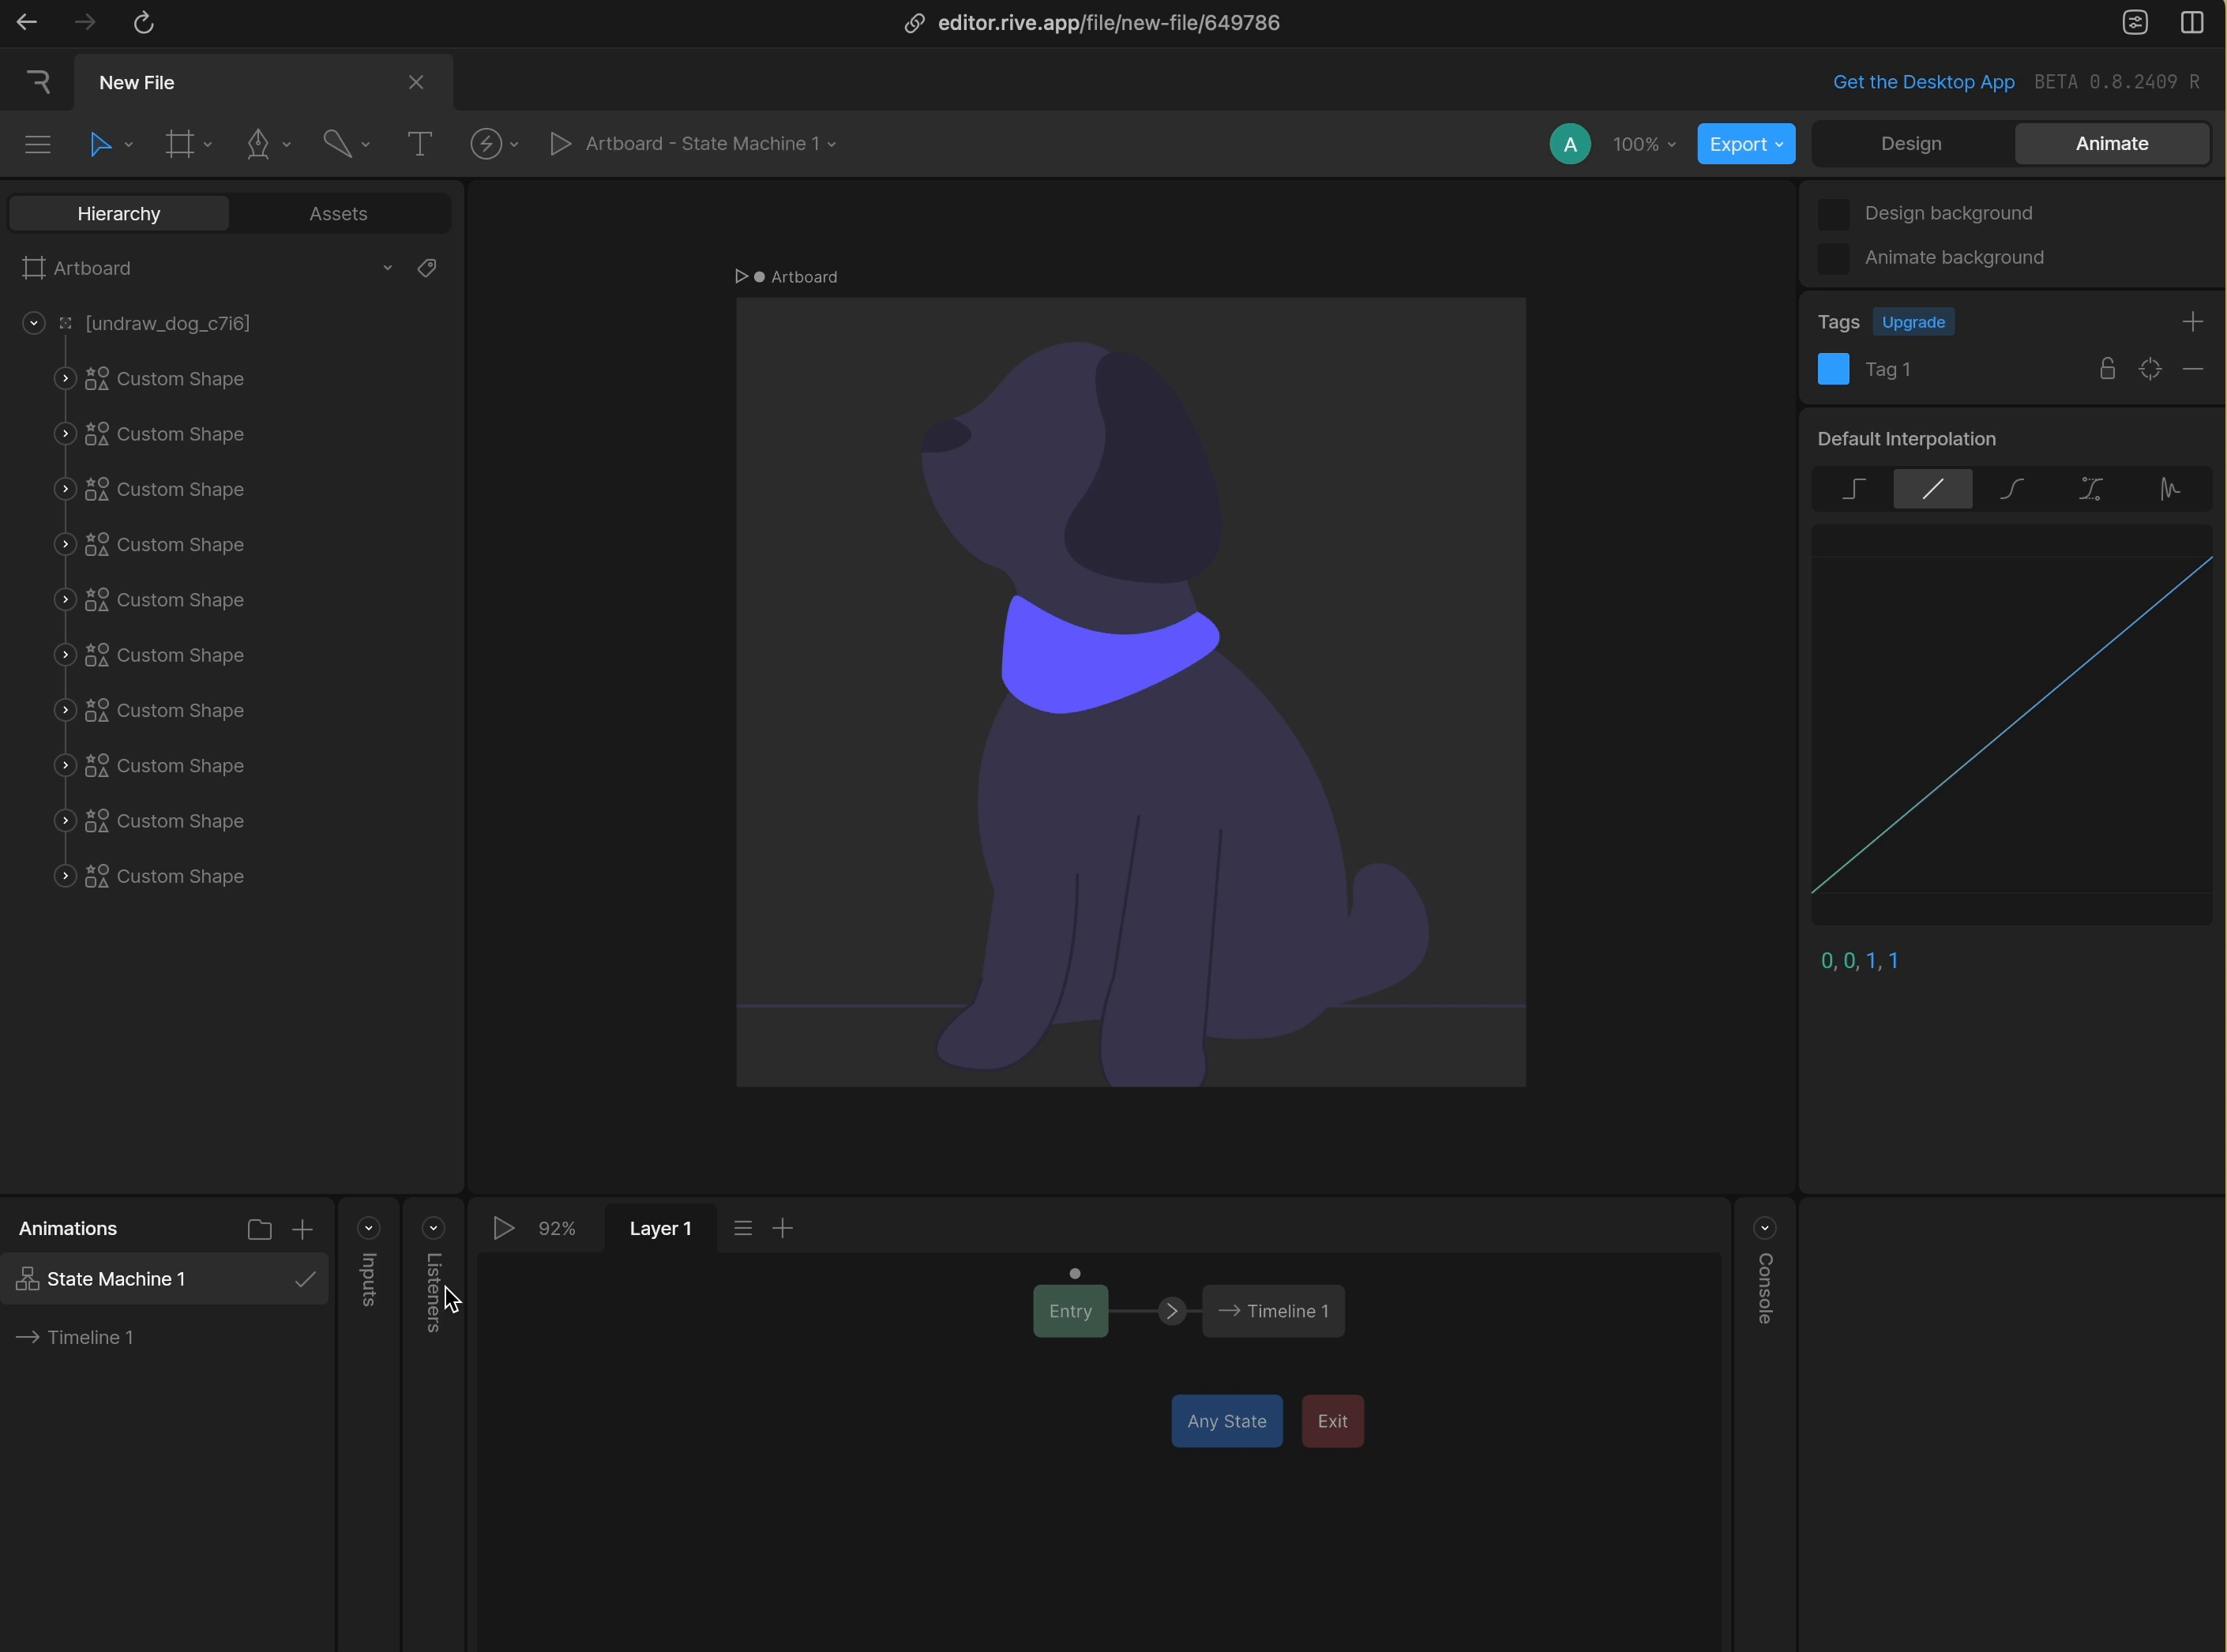 editor.rive.app/file/new-file/649786
New File
Get the Desktop App BETA 0.8.2409 R
Artboard - State Machine 1
A
100%
Export
Design
Animate
Hierarchy
Assets
Artboard
[undraw_dog_c7i6]
Custom Shape
Custom Shape
Custom Shape
Custom Shape
Custom Shape
Custom Shape
Custom Shape
Custom Shape
Custom Shape
Custom Shape
Artboard
Design background
Animate background
Tags Upgrade
Tag 1
Default Interpolation
0, 0, 1, 1
Animations
State Machine 1
Timeline 1
Inputs
Listeners
92%
Layer 1
Entry
Timeline 1
Any State
Exit
Console